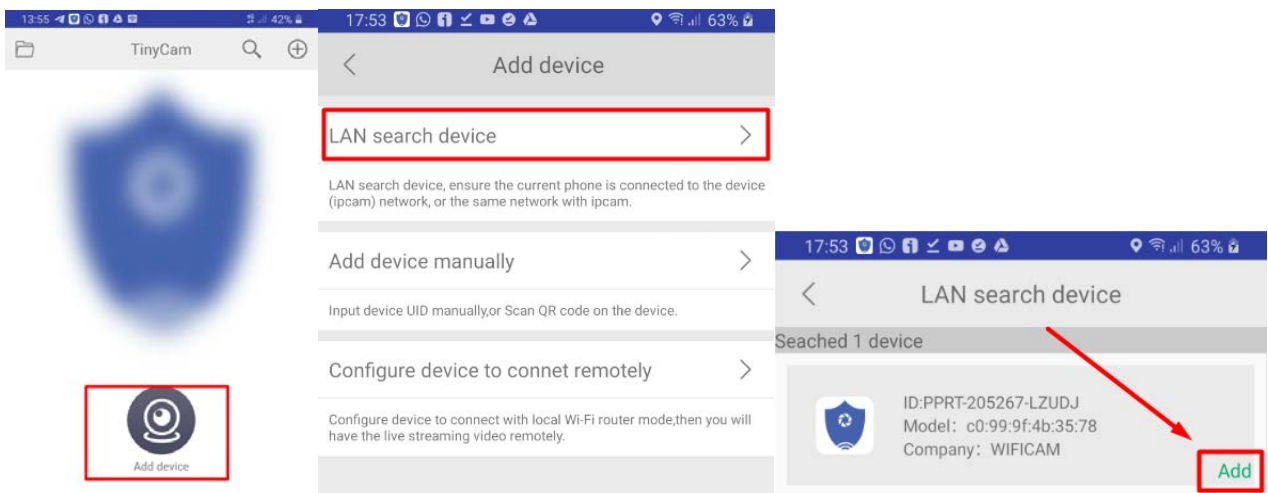 13:55 42%
TinyCam
Add device
17:53 63%
Add device
LAN search device
LAN search device, ensure the current phone is connected to the device
(ipcam) network, or the same network with ipcam.
Add device manually
Input device UID manually,or Scan QR code on the device.
Configure device to connet remotely
Configure device to connect with local Wi-Fi router mode,then you will
have the live streaming video remotely.
17:53 63%
LAN search device
Seached 1 device
ID:PPRT-205267-LZUDJ
Model: c0:99:9f:4b:35:78
Company: WIFICAM
Add